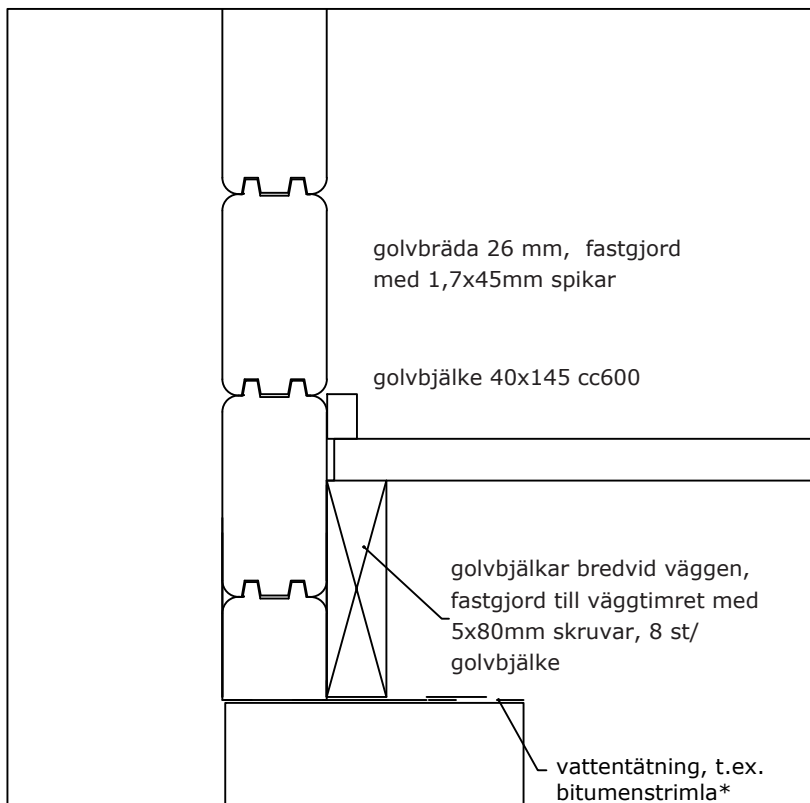 golvbräda 26 mm, fastgjord
med 1,7x45mm spikar
golvbjälke 40x145 cc600
golvbjälkar bredvid väggen,
fastgjord till väggtimret med
5x80mm skruvar, 8 st/
golvbjälke
vattentätning, t.ex.
bitumenstrimla*